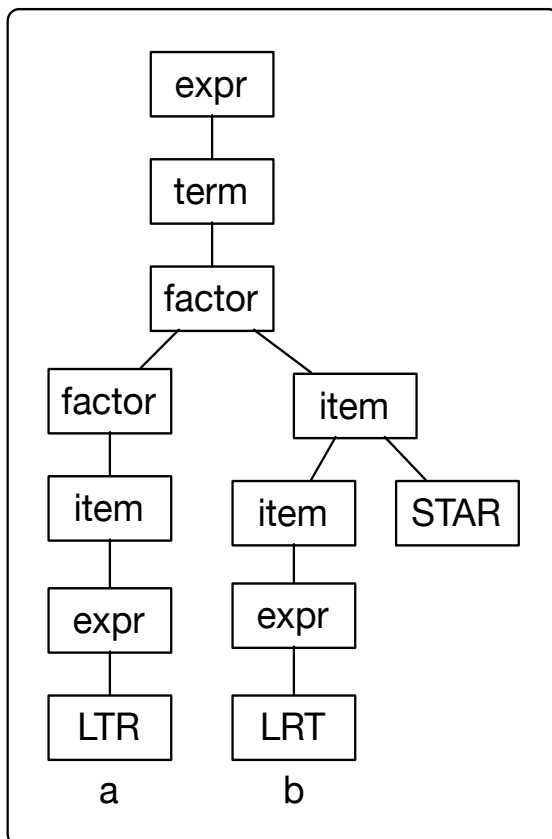 expr
term
factor
factor item
item item STAR
expr expr
LTR LRT
a b